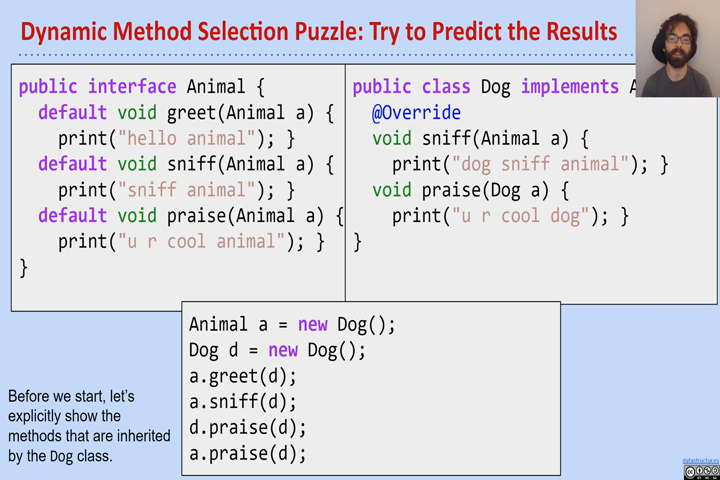 Dynamic Method Selection Puzzle: Try to Predict the Results
public interface Animal {
default void greet(Animal a) {
print("hello animal"); }
default void sniff(Animal a) {
print("sniff animal"); }
default void praise(Animal a) {
print("u r cool animal"); }
}
public class Dog implements A
@Override
void sniff(Animal a) {
print("dog sniff animal"); }
void praise(Dog a) {
print("u r cool dog"); }
}
Animal a = new Dog();
Dog d = new Dog();
a.greet(d);
a.sniff(d);
d.praise(d);
a.praise(d);
Before we start, let's
explicitly show the
methods that are inherited
by the Dog class.
datastructur.es